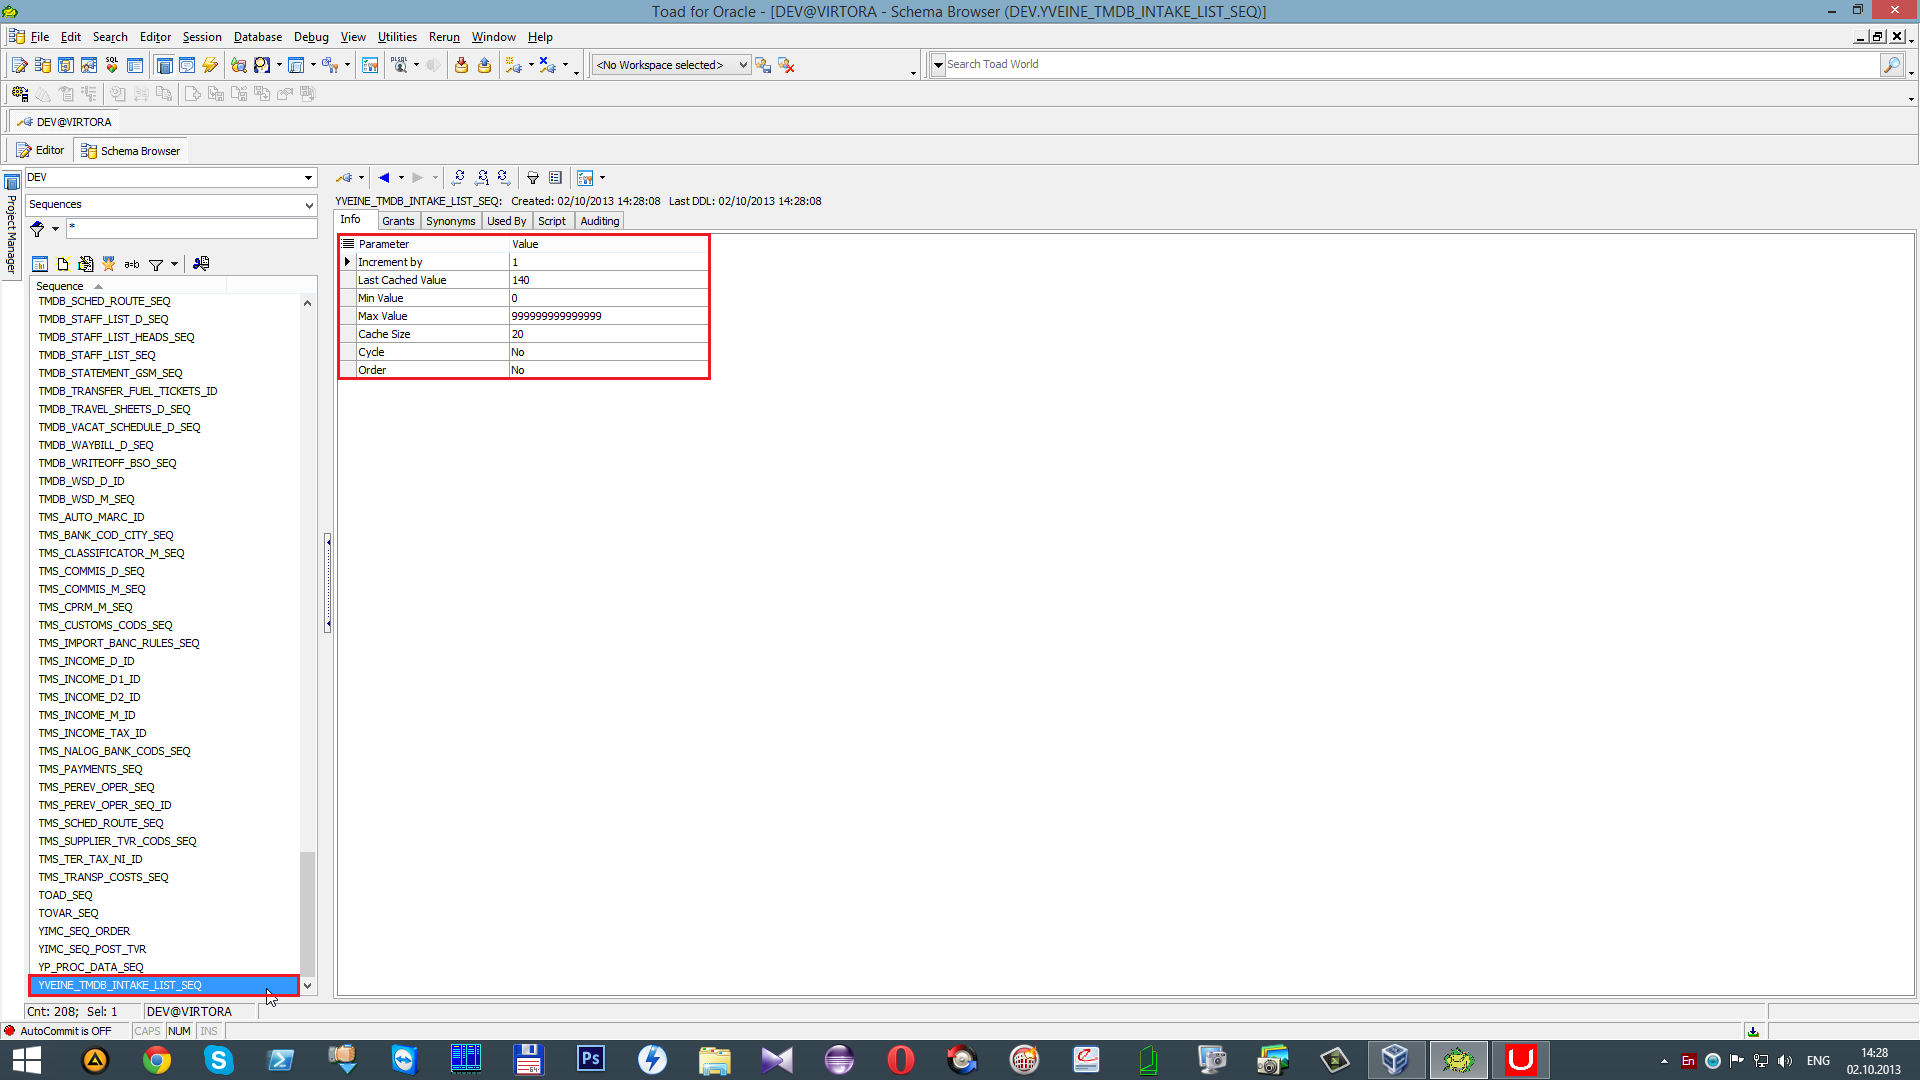 Toad for Oracle - [DEV@VIRTORA - Schema Browser (DEV.YVEINE_TMDB_INTAKE_LIST_SEQ)]
File Edit Search Editor Session Database Debug View Utilities Rerun Window Help
SQL
<No Workspace selected>
Search Toad World
DEV@VIRTORA
Editor Schema Browser
Project Manager
DEV
Sequences
*
a=b
Sequence
TMDB_SCHED_ROUTE_SEQ
TMDB_STAFF_LIST_D_SEQ
TMDB_STAFF_LIST_HEADS_SEQ
TMDB_STAFF_LIST_SEQ
TMDB_STATEMENT_GSM_SEQ
TMDB_TRANSFER_FUEL_TICKETS_ID
TMDB_TRAVEL_SHEETS_D_SEQ
TMDB_VACAT_SCHEDULE_D_SEQ
TMDB_WAYBILL_D_SEQ
TMDB_WRITEOFF_BSO_SEQ
TMDB_WSD_D_ID
TMDB_WSD_M_SEQ
TMS_AUTO_MARC_ID
TMS_BANK_COD_CITY_SEQ
TMS_CLASSIFICATOR_M_SEQ
TMS_COMMIS_D_SEQ
TMS_COMMIS_M_SEQ
TMS_CPRM_M_SEQ
TMS_CUSTOMS_CODS_SEQ
TMS_IMPORT_BANC_RULES_SEQ
TMS_INCOME_D_ID
TMS_INCOME_D1_ID
TMS_INCOME_D2_ID
TMS_INCOME_M_ID
TMS_INCOME_TAX_ID
TMS_NALOG_BANK_CODS_SEQ
TMS_PAYMENTS_SEQ
TMS_PEREV_OPER_SEQ
TMS_PEREV_OPER_SEQ_ID
TMS_SCHED_ROUTE_SEQ
TMS_SUPPLIER_TVR_CODS_SEQ
TMS_TER_TAX_NI_ID
TMS_TRANSP_COSTS_SEQ
TOAD_SEQ
TOVAR_SEQ
YIMC_SEQ_ORDER
YIMC_SEQ_POST_TVR
YP_PROC_DATA_SEQ
YVEINE_TMDB_INTAKE_LIST_SEQ
YVEINE_TMDB_INTAKE_LIST_SEQ: Created: 02/10/2013 14:28:08 Last DDL: 02/10/2013 14:28:08
Info Grants Synonyms Used By Script Auditing
Parameter Value
Increment by 1
Last Cached Value 140
Min Value 0
Max Value 999999999999999
Cache Size 20
Cycle No
Order No
Cnt: 208; Sel: 1 DEV@VIRTORA
AutoCommit is OFF CAPS NUM INS
Ps
64
En
ENG
14:28
02.10.2013